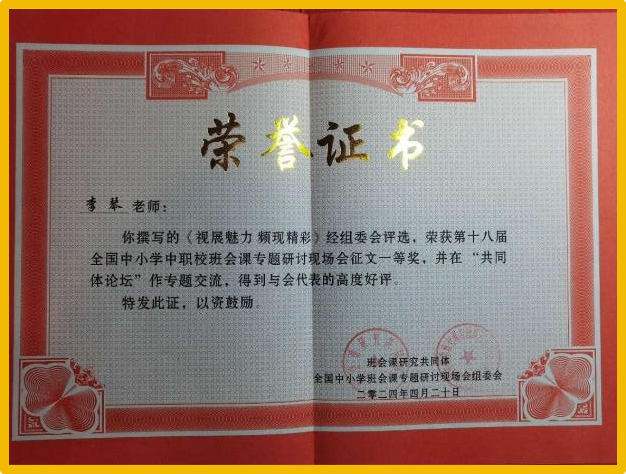 荣誉证书
李琴 老师：
你撰写的《视展魅力 频现精彩》经组委会评选，荣获第十八届
全国中小学中职校班会课专题研讨现场会征文一等奖，并在“共同
体论坛”作专题交流，得到与会代表的高度好评。
特发此证，以资鼓励。
班会课研究共同体
全国中小学班会课专题研讨现场会组委会
二零二四年四月二十日